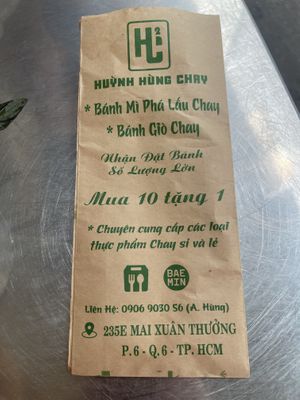 H2C
HUỲNH HÙNG CHAY
* Bánh Mì Phá Lấu Chay
* Bánh Giò Chay
Nhận Đặt Bánh
Số Lượng Lớn
Mua 10 tặng 1
* Chuyên cung cấp các loại
thực phẩm Chay sỉ và lẻ
BAE
MIN
Liên Hệ: 0906 9030 56 (A. Hùng)
235E MAI XUÂN THƯỞNG
P.6 - Q.6 - TP. HCM